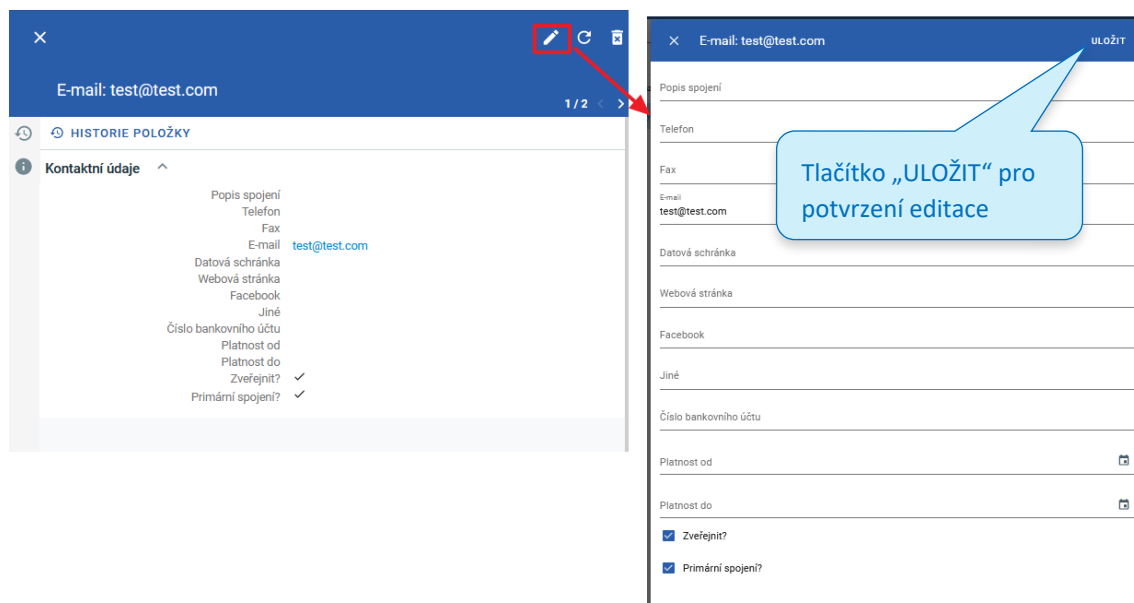 E-mail: test@test.com
1 / 2
HISTORIE POLOŽKY
Kontaktní údaje
Popis spojení
Telefon
Fax
E-mail test@test.com
Datová schránka
Webová stránka
Facebook
Jiné
Číslo bankovního účtu
Platnost od
Platnost do
Zveřejnit?
Primární spojení?
E-mail: test@test.com ULOŽIT
Popis spojení
Telefon
Fax
E-mail
test@test.com
Datová schránka
Webová stránka
Facebook
Jiné
Číslo bankovního účtu
Platnost od
Platnost do
Zveřejnit?
Primární spojení?
Tlačítko „ULOŽIT“ pro
potvrzení editace